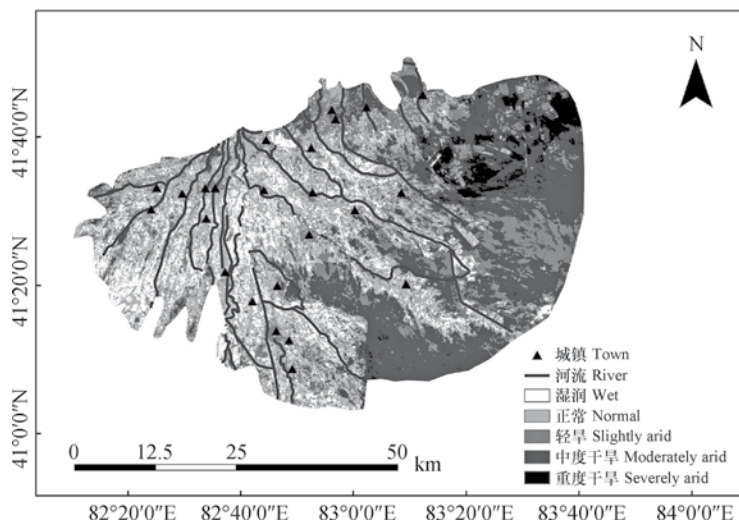 N
41°40′0″N
41°20′0″N
41°0′0″N
城镇 Town
河流 River
湿润 Wet
正常 Normal
轻旱 Slightly arid
中度干旱 Moderately arid
重度干旱 Severely arid
0 12.5 25 50
km
82°20′0″E 82°40′0″E 83°0′0″E 83°20′0″E 83°40′0″E 84°0′0″E